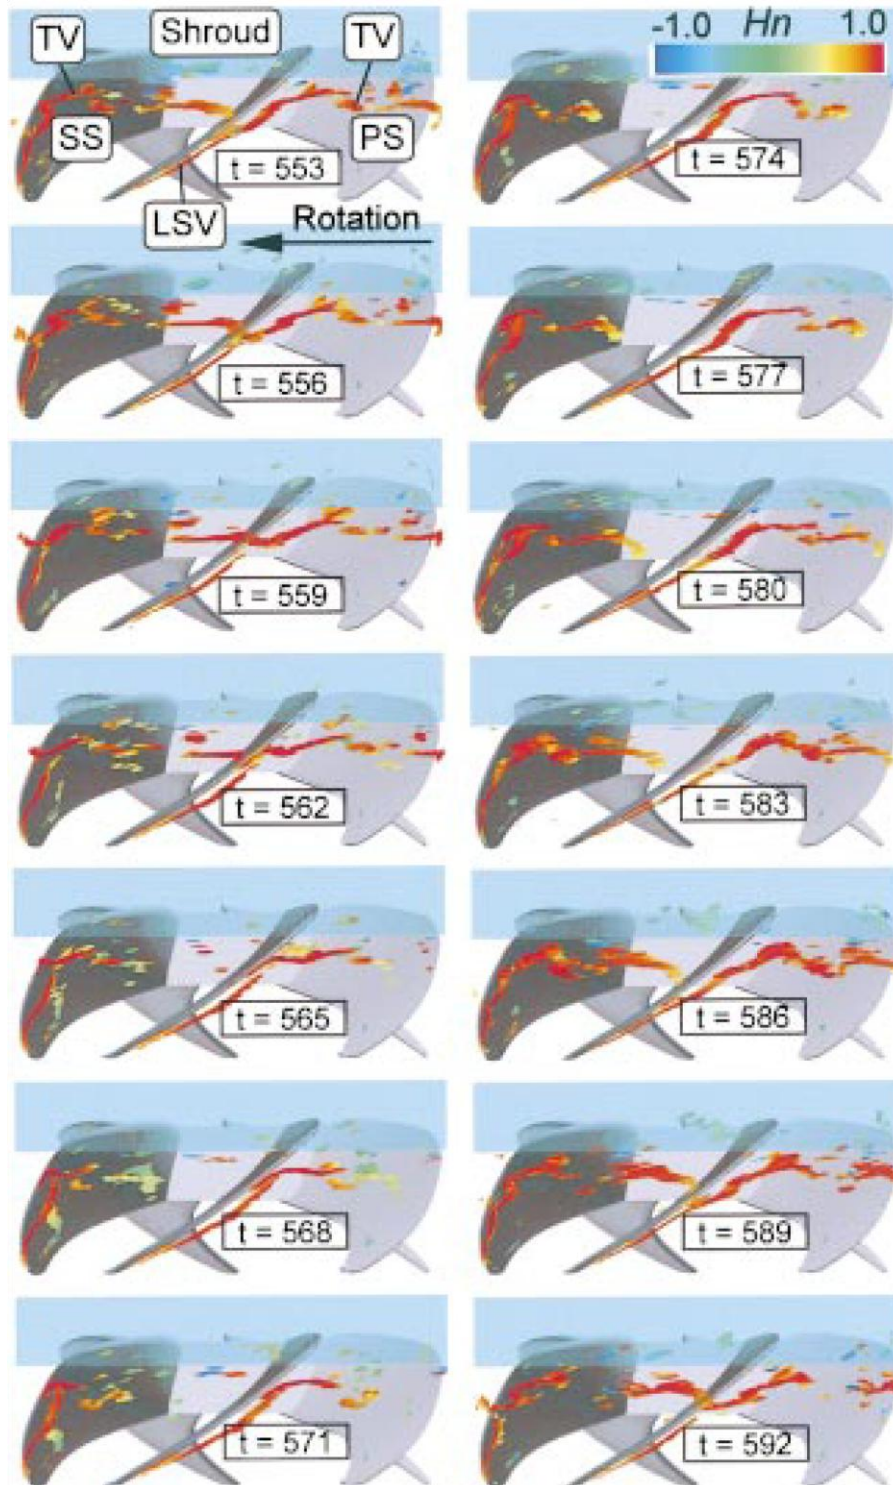 TV Shroud TV
-1.0 Hn 1.0
SS PS
t = 553
t = 574
LSV
Rotation
t = 556
t = 577
t = 559
t = 580
t = 562
t = 583
t = 565
t = 586
t = 568
t = 589
t = 571
t = 592